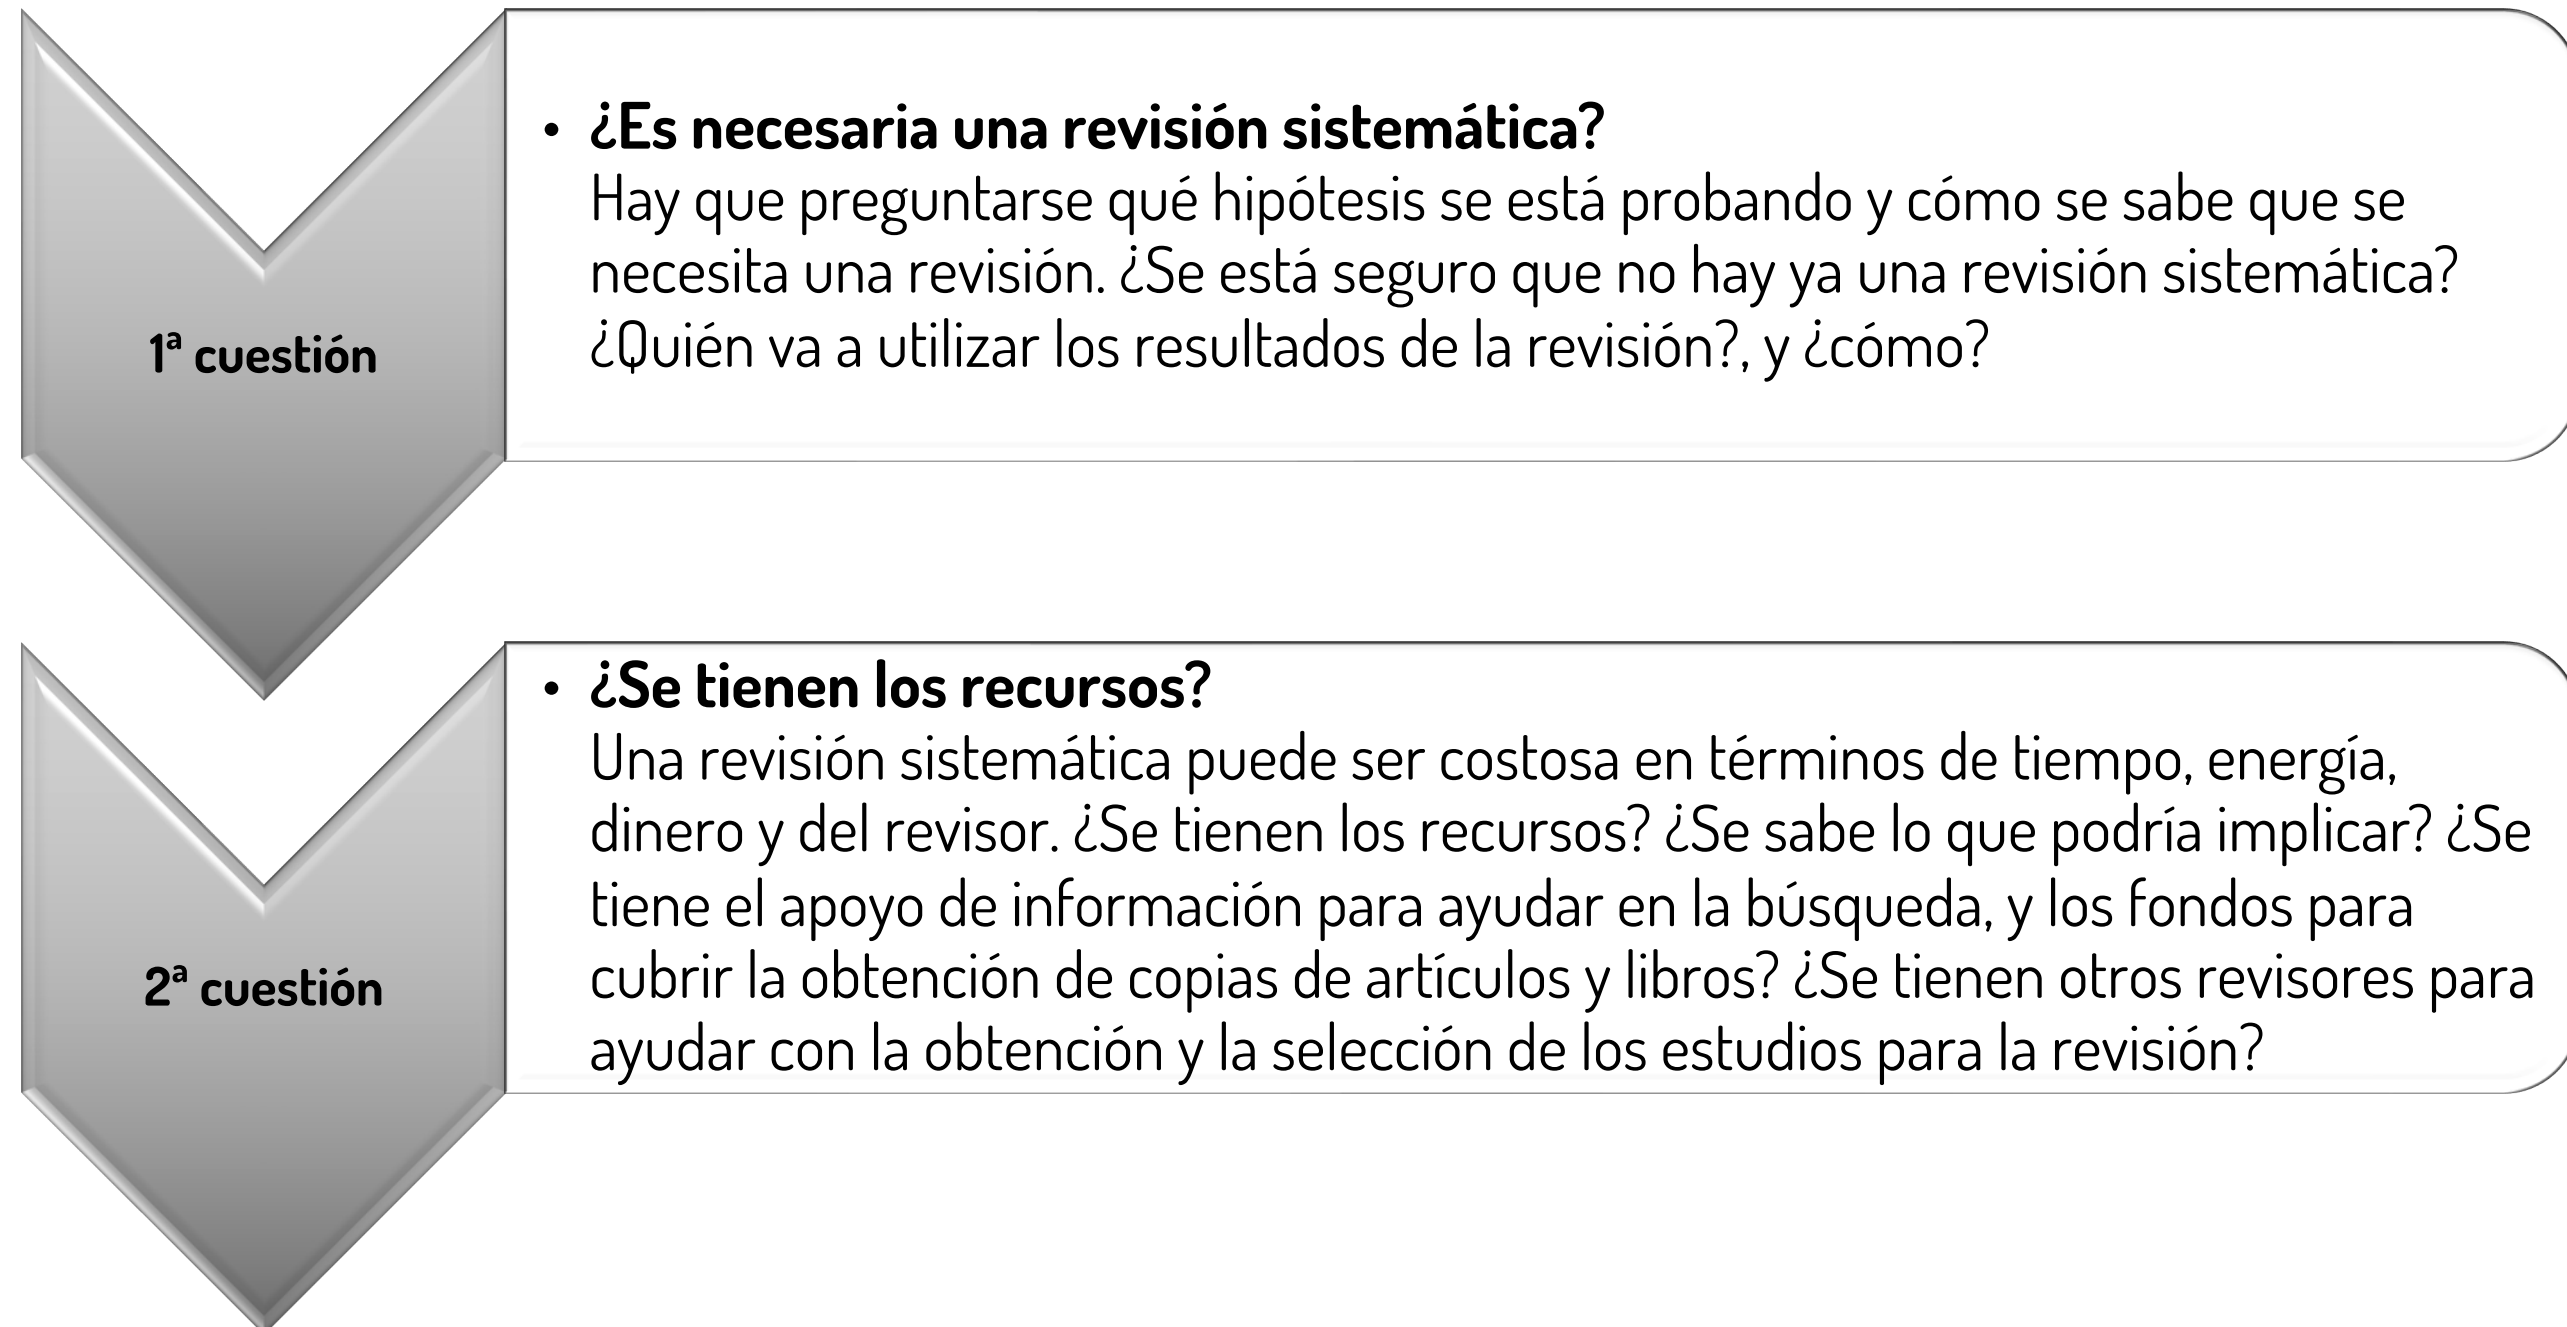 1ª cuestión
• ¿Es necesaria una revisión sistemática?
Hay que preguntarse qué hipótesis se está probando y cómo se sabe que se
necesita una revisión. ¿Se está seguro que no hay ya una revisión sistemática?
¿Quién va a utilizar los resultados de la revisión?, y ¿cómo?
2ª cuestión
• ¿Se tienen los recursos?
Una revisión sistemática puede ser costosa en términos de tiempo, energía,
dinero y del revisor. ¿Se tienen los recursos? ¿Se sabe lo que podría implicar? ¿Se
tiene el apoyo de información para ayudar en la búsqueda, y los fondos para
cubrir la obtención de copias de artículos y libros? ¿Se tienen otros revisores para
ayudar con la obtención y la selección de los estudios para la revisión?